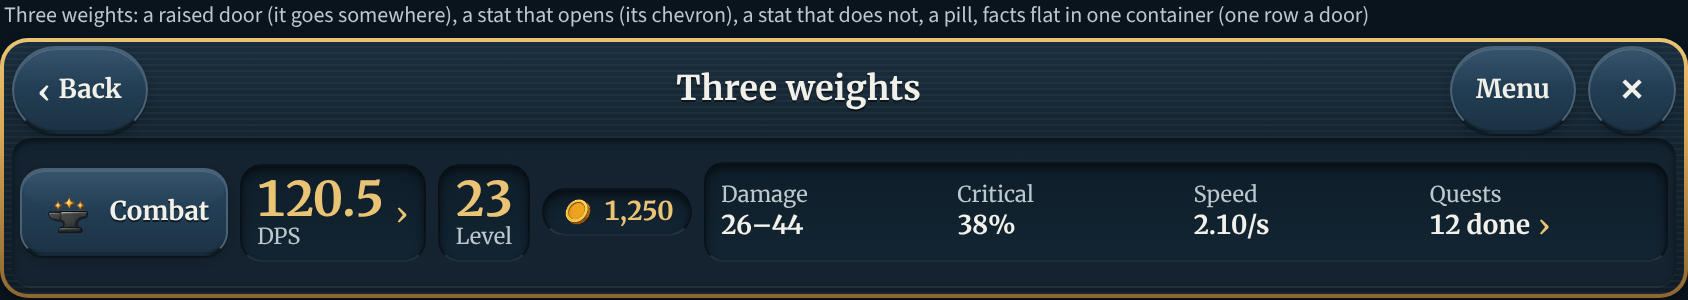 Three weights: a raised door (it goes somewhere), a stat that opens (its chevron), a stat that does not, a pill, facts flat in one container (one row a door)
‹ Back
Three weights
Menu
✕
Combat
120.5 ›
DPS
23
Level
1,250
Damage
26–44
Critical
38%
Speed
2.10/s
Quests
12 done ›